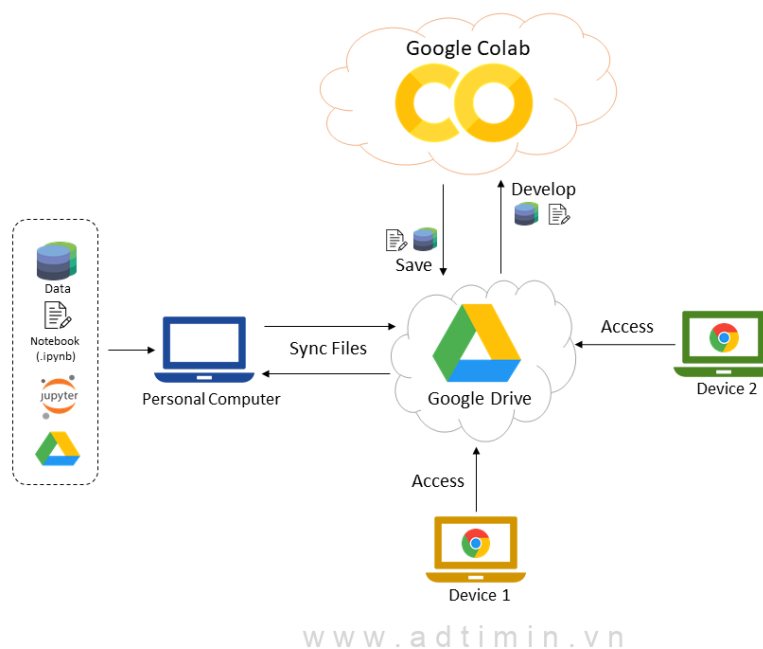 Google Colab
Develop
Save
Data
Notebook
(.ipynb)
jupyter
Personal Computer
Sync Files
Google Drive
Access
Device 2
Access
Device 1
www.adtimin.vn